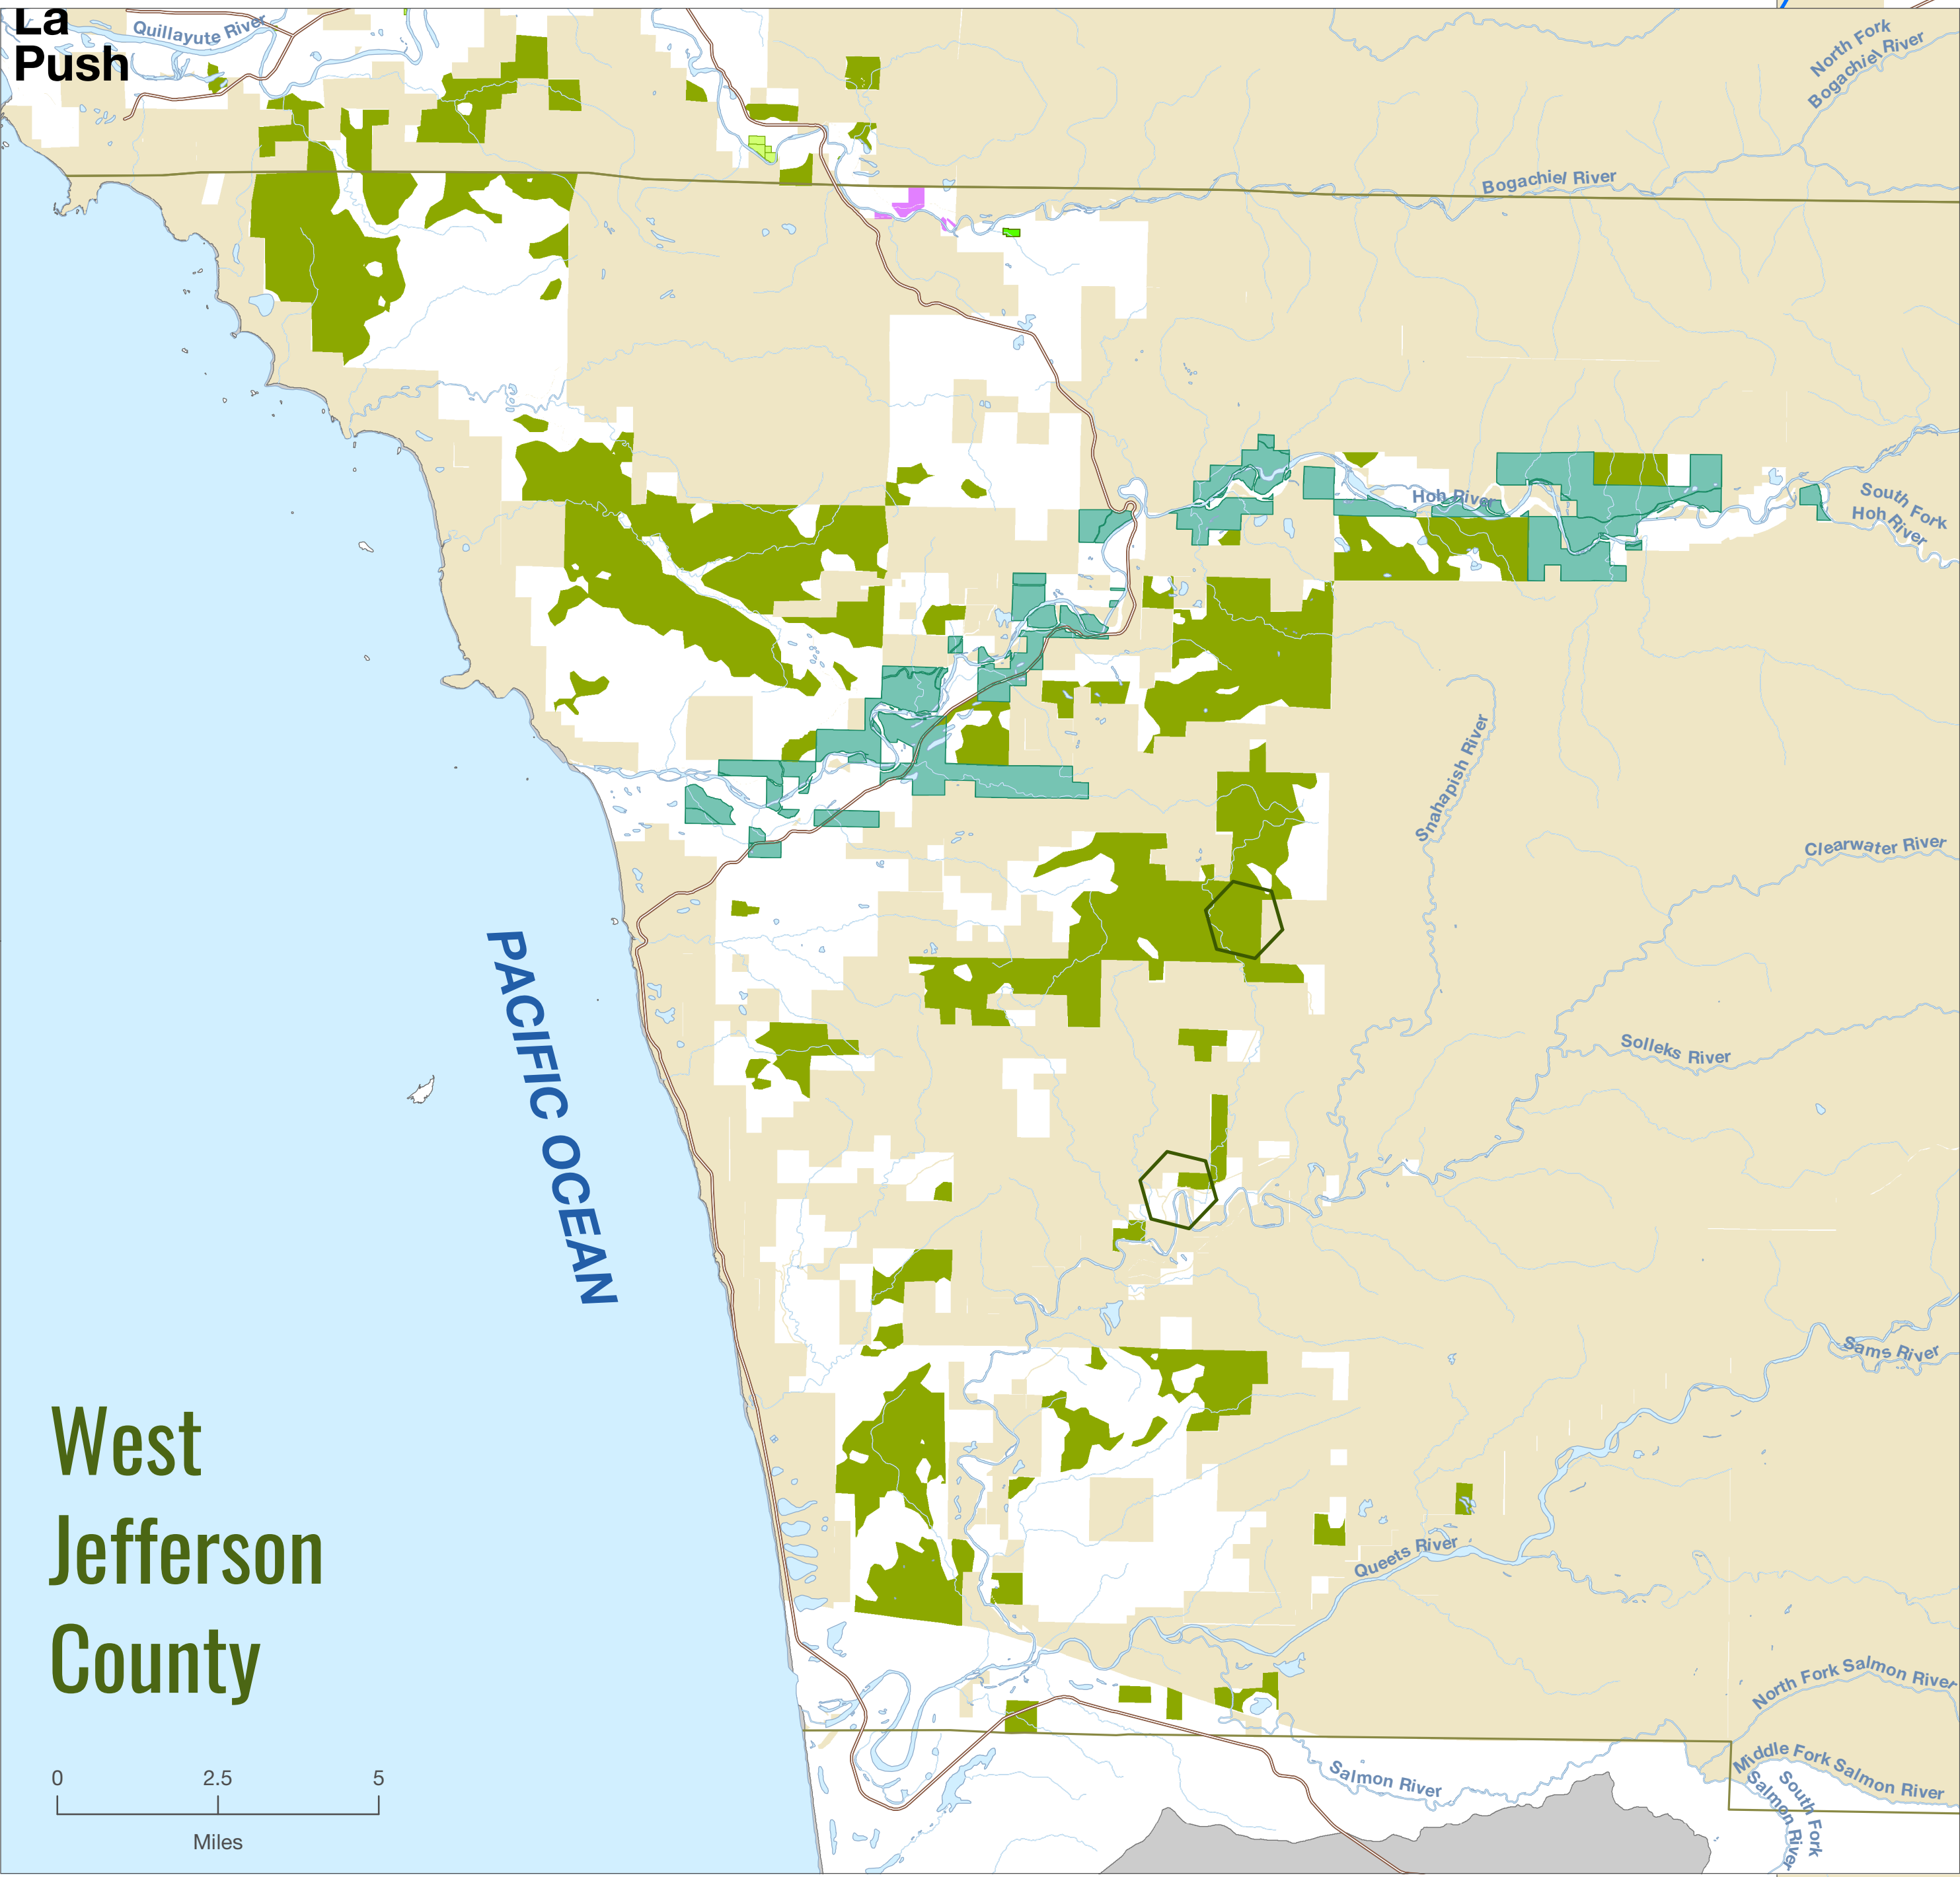 La
Push
Quillayute River
North Fork
Bogachiel River
Bogachiel River
Hoh River
South Fork
Hoh River
Snahapish River
Clearwater River
PACIFIC OCEAN
Solleks River
Sams River
Queets River
West
Jefferson
County
North Fork Salmon River
Middle Fork Salmon River
South Fork
Salmon River
Salmon River
0 2.5 5
Miles